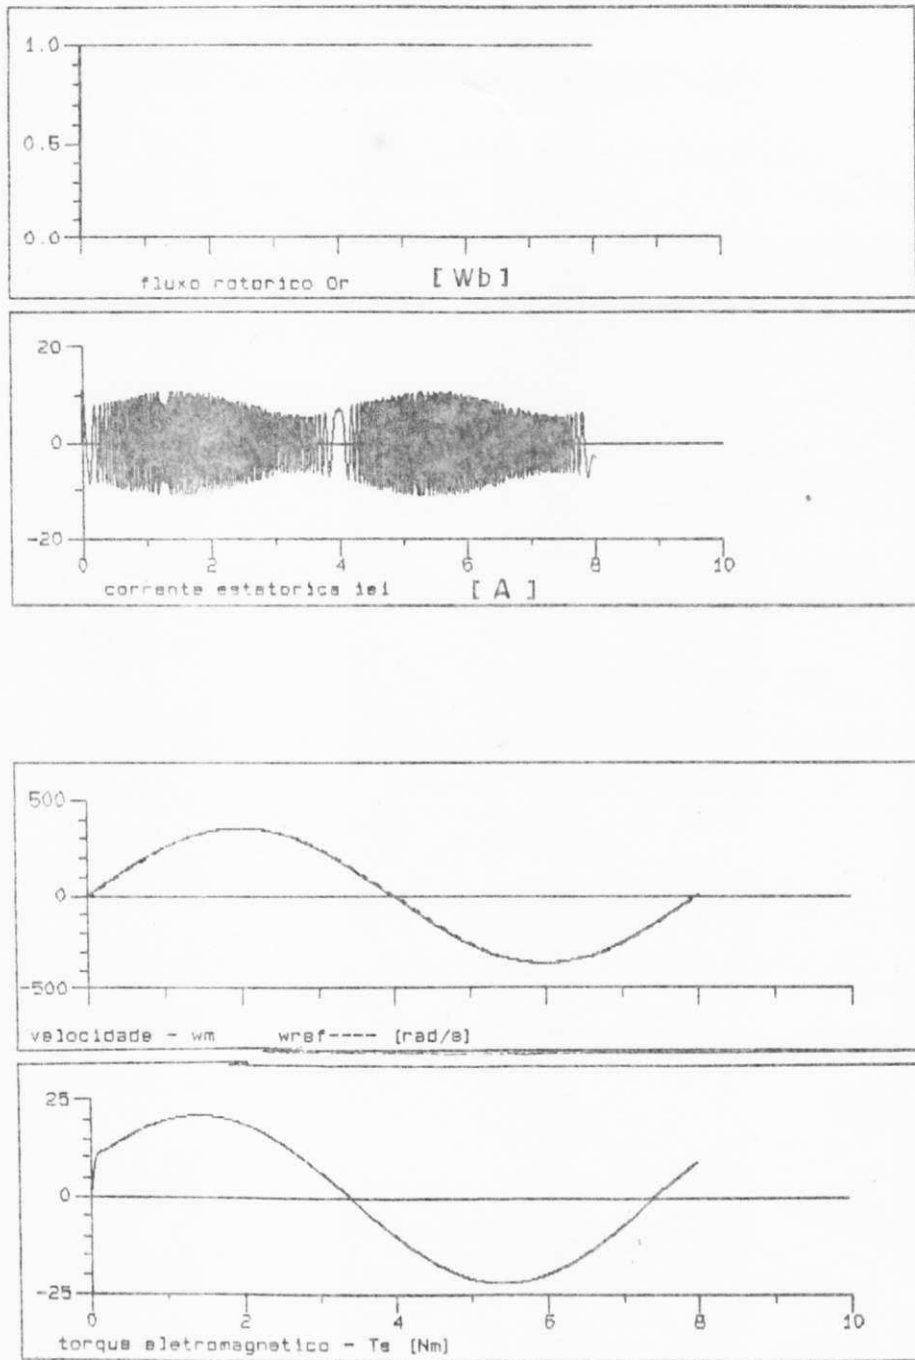 1.0
0.5
0.0
fluxo rotorico Or [Wb]
20
0
-20
0 2 4 6 8 10
corrente estatorica is1 [A]
500
0
-500
velocidade - wm wref---- [rad/s]
25
0
-25
0 2 4 6 8 10
torque eletromagnetico - Te [Nm]